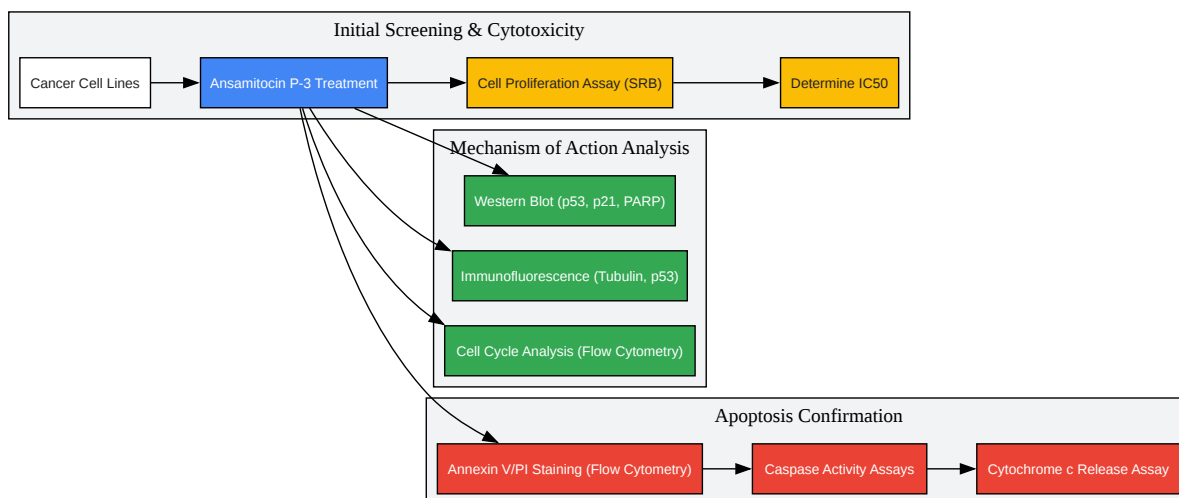 Initial Screening & Cytotoxicity
Cancer Cell Lines
Ansamitocin P-3 Treatment
Cell Proliferation Assay (SRB)
Determine IC50
Mechanism of Action Analysis
Western Blot (p53, p21, PARP)
Immunofluorescence (Tubulin, p53)
Cell Cycle Analysis (Flow Cytometry)
Apoptosis Confirmation
Annexin V/PI Staining (Flow Cytometry)
Caspase Activity Assays
Cytochrome c Release Assay